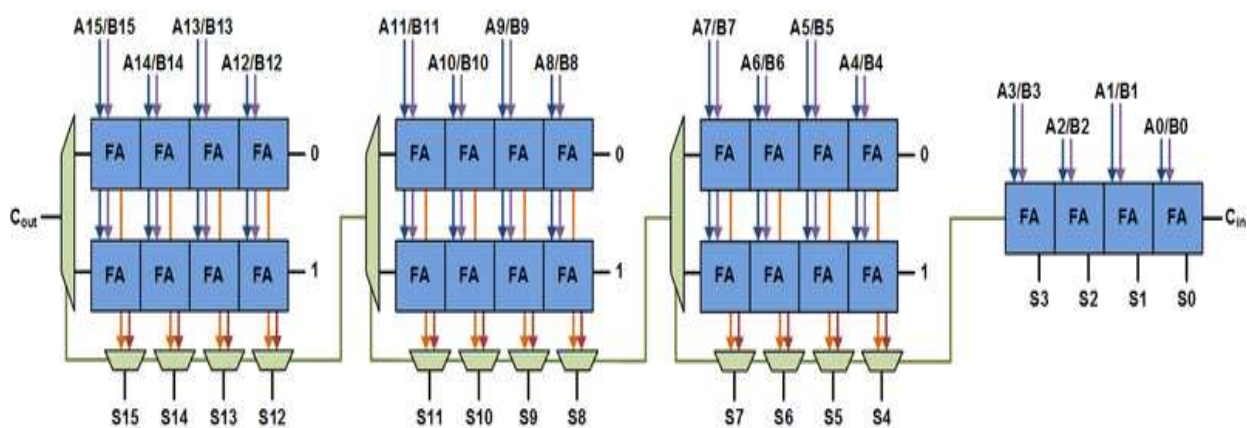 A15/B15 A13/B13 A11/B11 A9/B9 A7/B7 A5/B5
A14/B14 A12/B12 A10/B10 A8/B8 A6/B6 A4/B4
A3/B3 A1/B1
A2/B2 A0/B0
FA FA FA FA 0 FA FA FA FA 0 FA FA FA FA 0
Cout FA FA FA FA Cin
FA FA FA FA 1 FA FA FA FA 1 FA FA FA FA 1
S3 S2 S1 S0
S15 S14 S13 S12 S11 S10 S9 S8 S7 S6 S5 S4